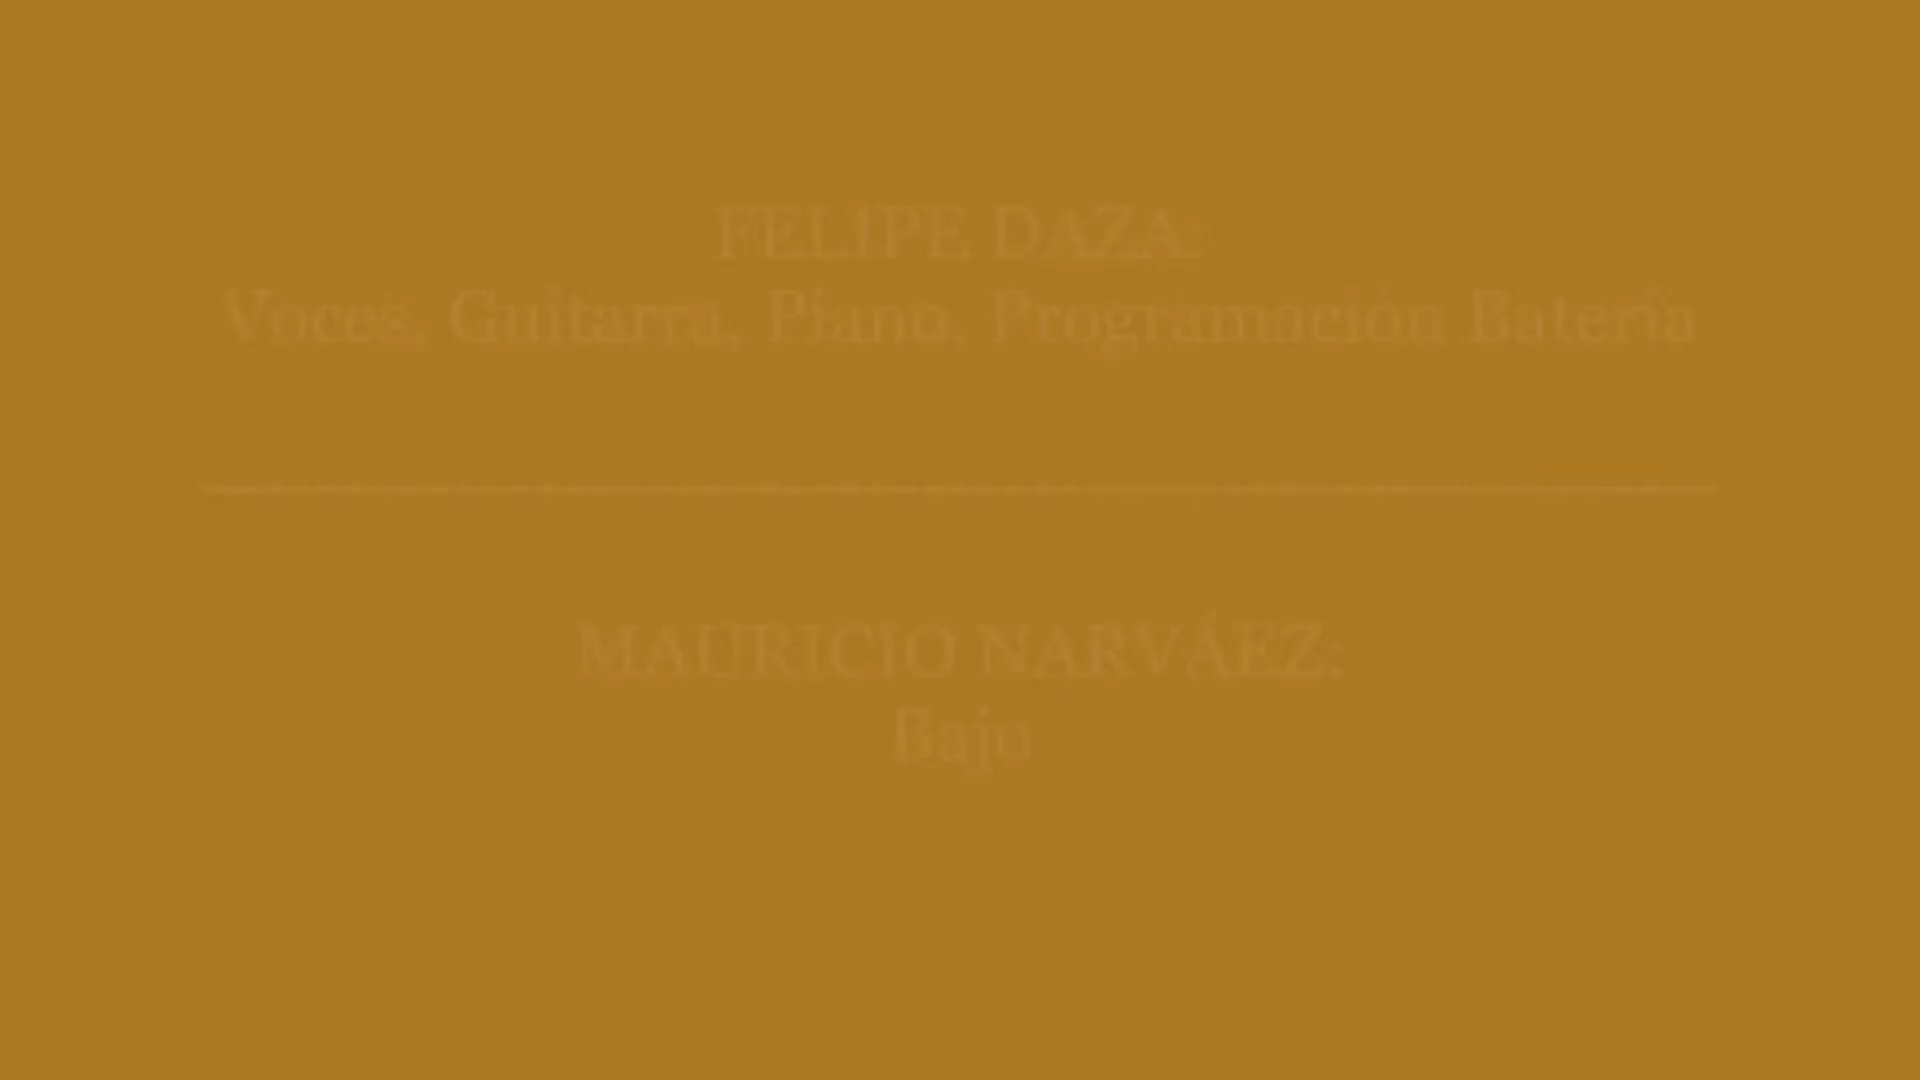 FELIPE DAZA:
Voces, Guitarra, Piano, Programación Batería
MAURICIO NARVÁEZ:
Bajo